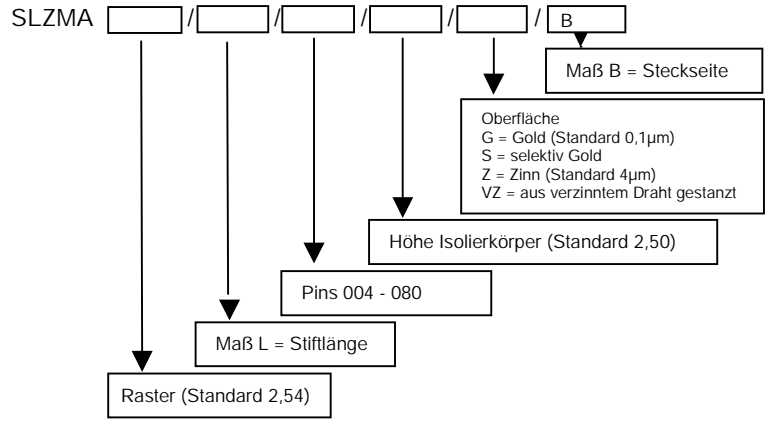 SLZMA / / / / / B
Maß B = Steckseite
Oberfläche
G = Gold (Standard 0,1µm)
S = selektiv Gold
Z = Zinn (Standard 4µm)
VZ = aus verzinntem Draht gestanzt
Höhe Isolierkörper (Standard 2,50)
Pins 004 - 080
Maß L = Stiftlänge
Raster (Standard 2,54)